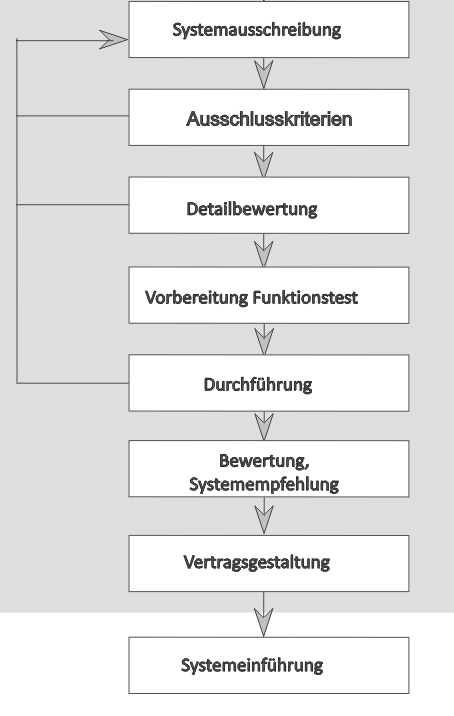 Systemausschreibung
Ausschlusskriterien
Detailbewertung
Vorbereitung Funktionstest
Durchführung
Bewertung,
Systemempfehlung
Vertragsgestaltung
Systemeinführung